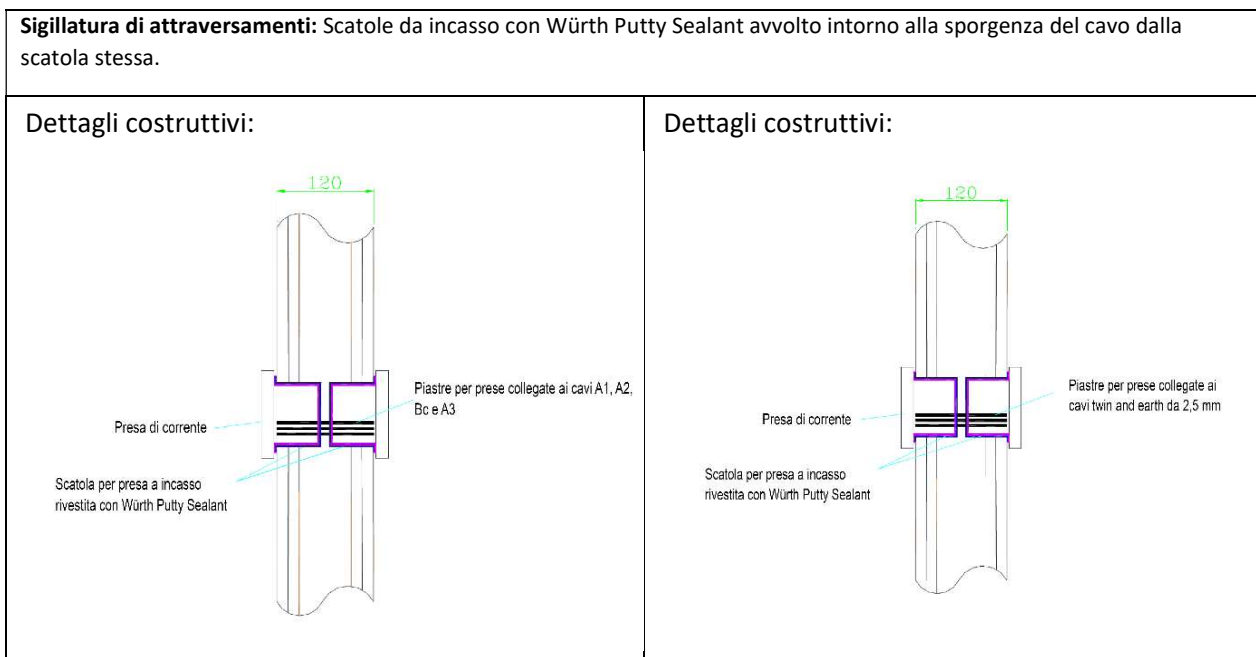 Sigillatura di attraversamenti: Scatole da incasso con Würth Putty Sealant avvolto intorno alla sporgenza del cavo dalla
scatola stessa.
Dettagli costruttivi:
120
Presa di corrente
Piastre per prese collegate ai cavi A1, A2,
Bc e A3
Scatola per presa a incasso
rivestita con Würth Putty Sealant
Dettagli costruttivi:
120
Presa di corrente
Piastre per prese collegate ai
cavi twin and earth da 2,5 mm
Scatola per presa a incasso
rivestita con Würth Putty Sealant